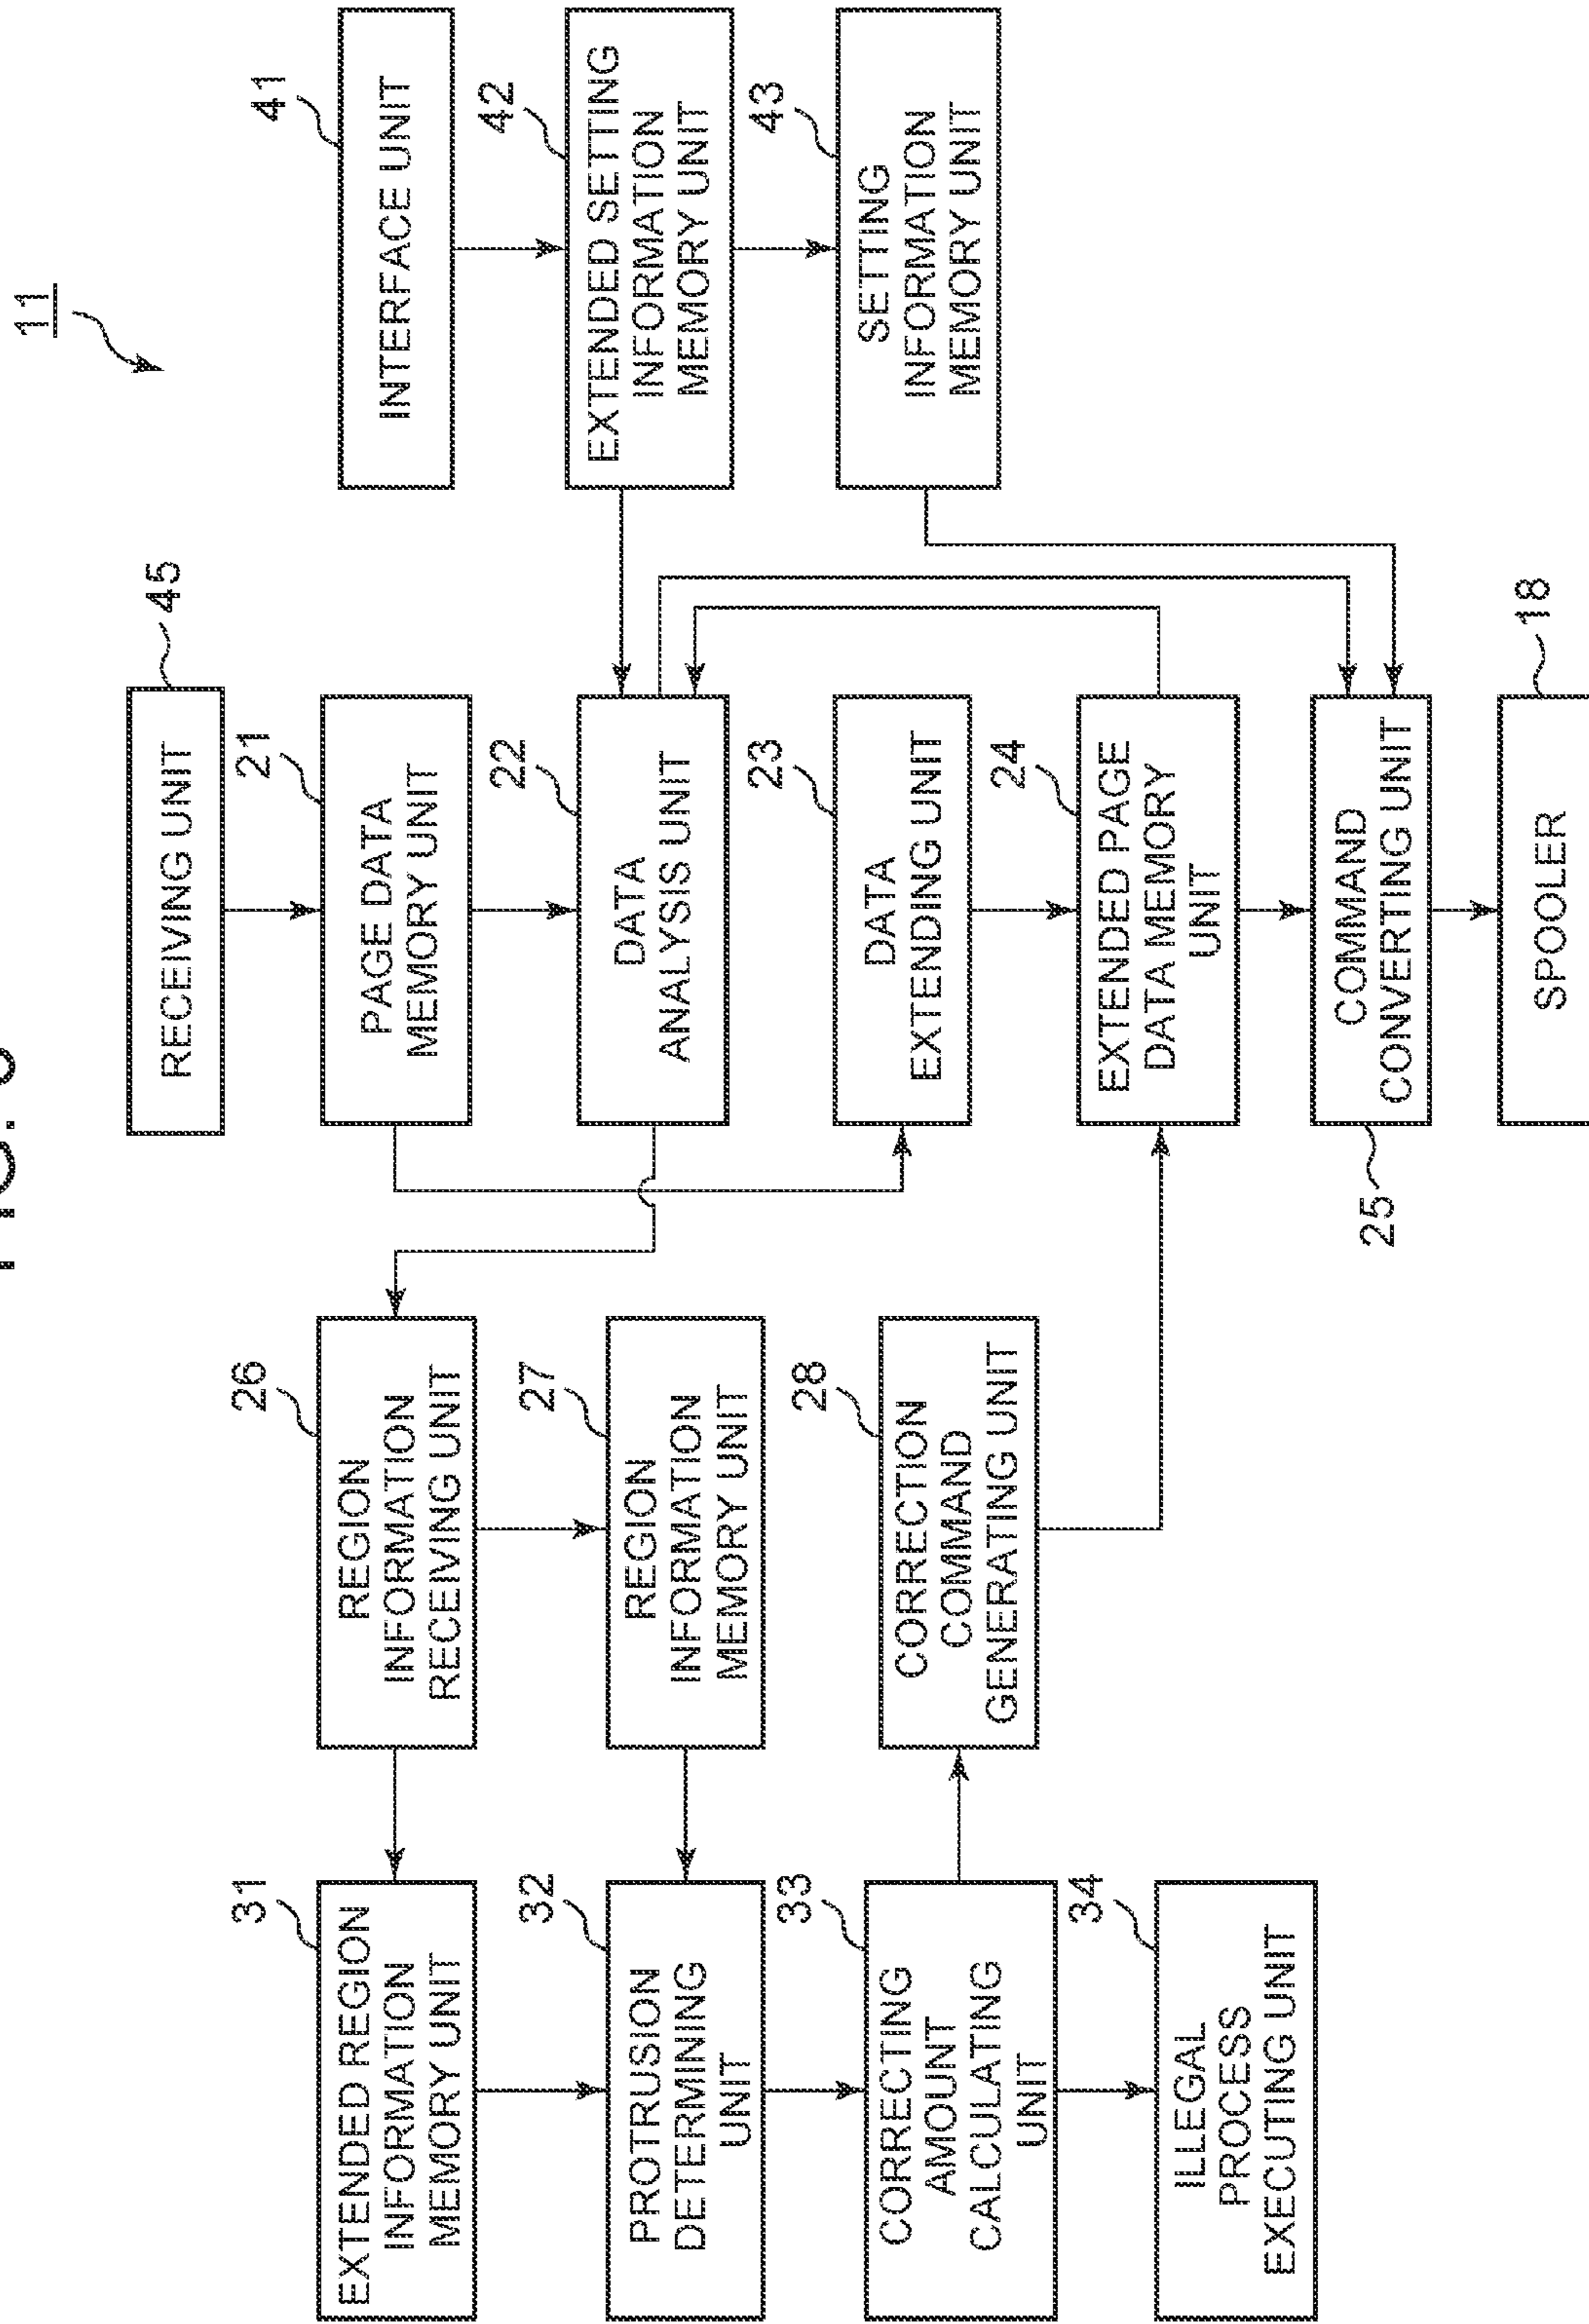 FIG.
11
31
EXTENDED REGION
INFORMATION
MEMORY UNIT
32
PROTRUSION
DETERMINING
UNIT
33
CORRECTING
AMOUNT
CALCULATING
UNIT
34
ILLEGAL
PROCESS
EXECUTING UNIT
26
REGION
INFORMATION
RECEIVING UNIT
27
REGION
INFORMATION
MEMORY UNIT
28
CORRECTION
COMMAND
GENERATING UNIT
45
RECEIVING UNIT
21
PAGE DATA
MEMORY UNIT
22
DATA
ANALYSIS UNIT
23
DATA
EXTENDING UNIT
24
EXTENDED PAGE
DATA MEMORY
UNIT
25
COMMAND
CONVERTING UNIT
18
SPOOLER
41
INTERFACE UNIT
42
EXTENDED SETTING
INFORMATION
MEMORY UNIT
43
SETTING
INFORMATION
MEMORY UNIT